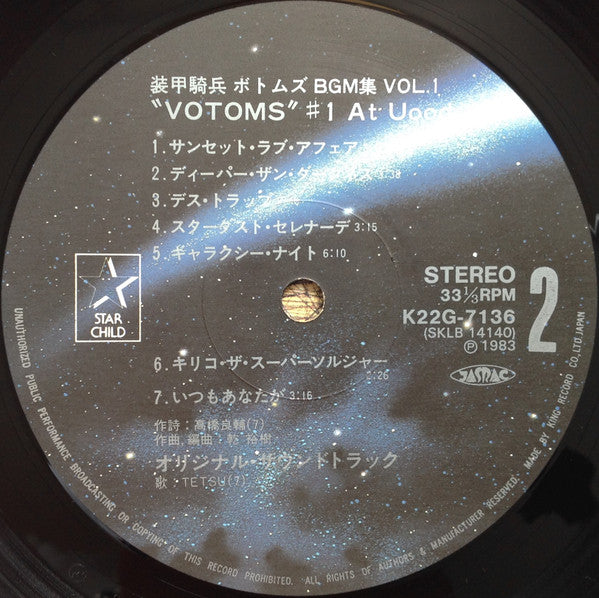 装甲騎兵 ボトムズ BGM集 VOL.1
"VOTOMS" #1 At
1. サンセット・ラブ・アフェア
2. ディーパー・ザン・ 3:38
3. デス・トラップ
4. スターダスト・セレナーデ 3:15
5. ギャラクシー・ナイト 6:10
STAR
CHILD
STEREO
33⅓RPM
K22G-7136
(SKLB 14140)
Ⓟ 1983
2
JASRAC
6. キリコ・ザ・スーパーソルジャー
:26
7. いつもあなたが 3:16
作詩:高橋良輔(7)
作曲.編曲:乾 裕樹
オリジナル・サウンドトラック
歌:TETSU(7)
UNAUTHORIZED PUBLIC PERFORMANCE BROADCASTING OR COPYING OF THIS RECORD PROHIBITED. ALL RIGHTS OF AUTHORS & MANUFACTURER RESERVED. MADE BY KING RECORD CO.,LTD.JAPAN